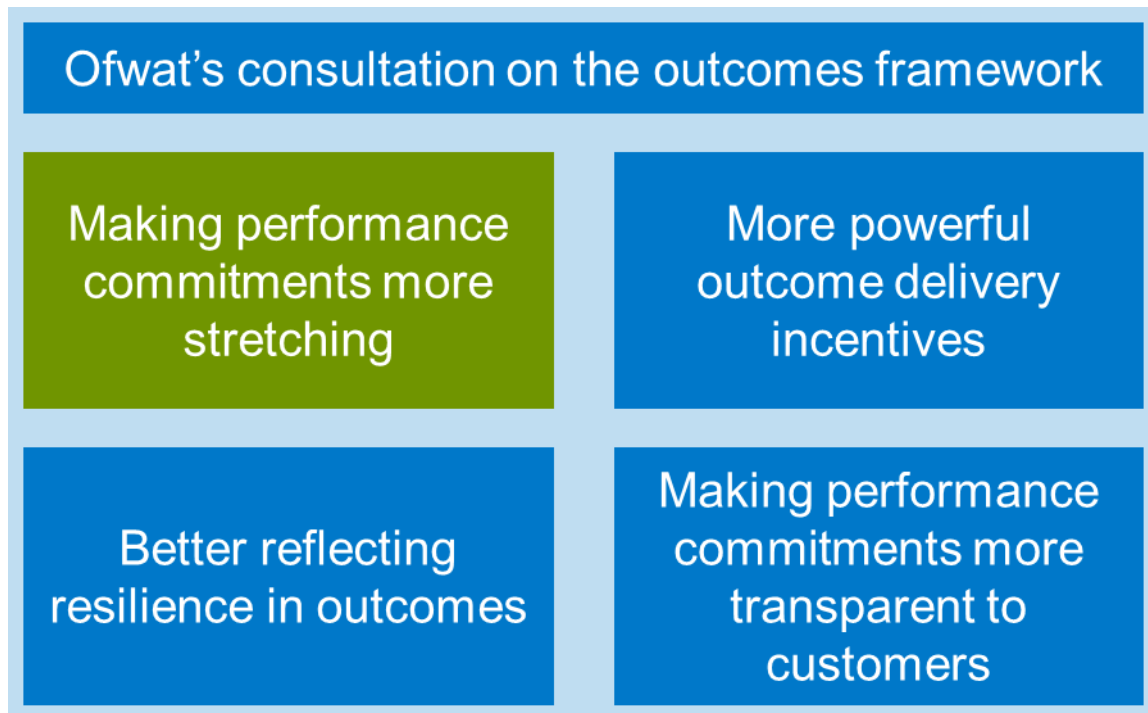 Ofwat’s consultation on the outcomes framework
Making performance
commitments more
stretching
More powerful
outcome delivery
incentives
Better reflecting
resilience in outcomes
Making performance
commitments more
transparent to
customers